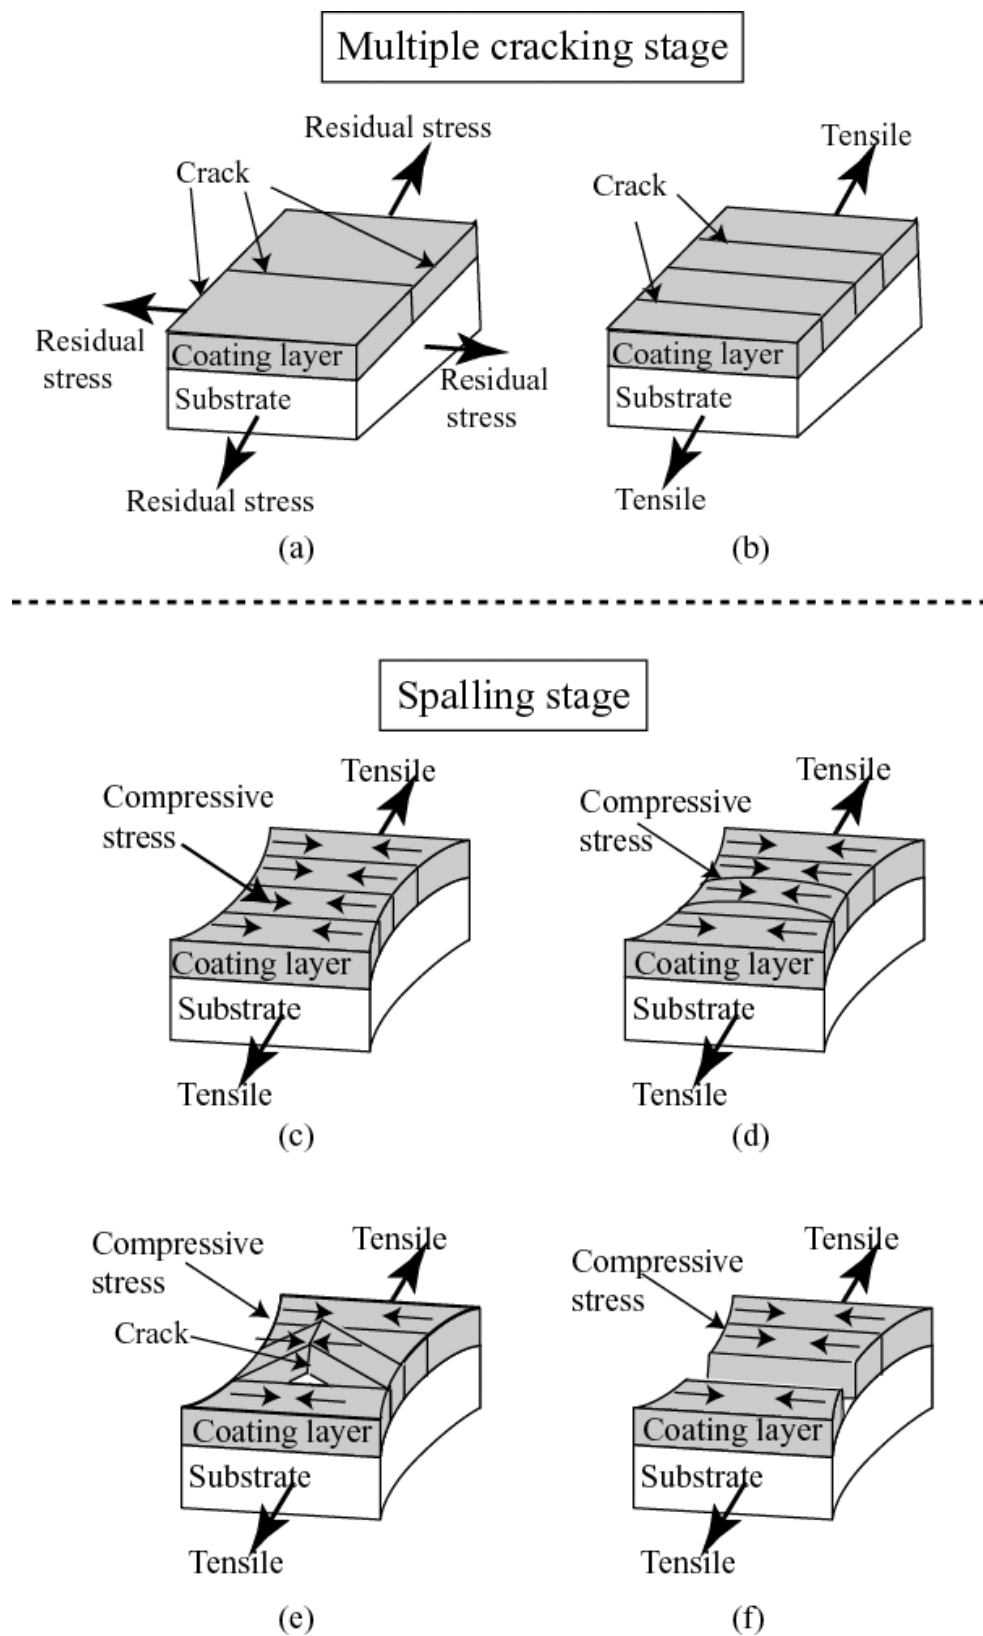 Multiple cracking stage
Residual stress
Crack
Residual
stress
Coating layer
Substrate
Residual
stress
Residual stress
(a)
Tensile
Crack
Coating layer
Substrate
Tensile
(b)
Spalling stage
Tensile
Compressive
stress
Coating layer
Substrate
Tensile
(c)
Tensile
Compressive
stress
Coating layer
Substrate
Tensile
(d)
Tensile
Compressive
stress
Crack
Coating layer
Substrate
Tensile
(e)
Tensile
Compressive
stress
Coating layer
Substrate
Tensile
(f)